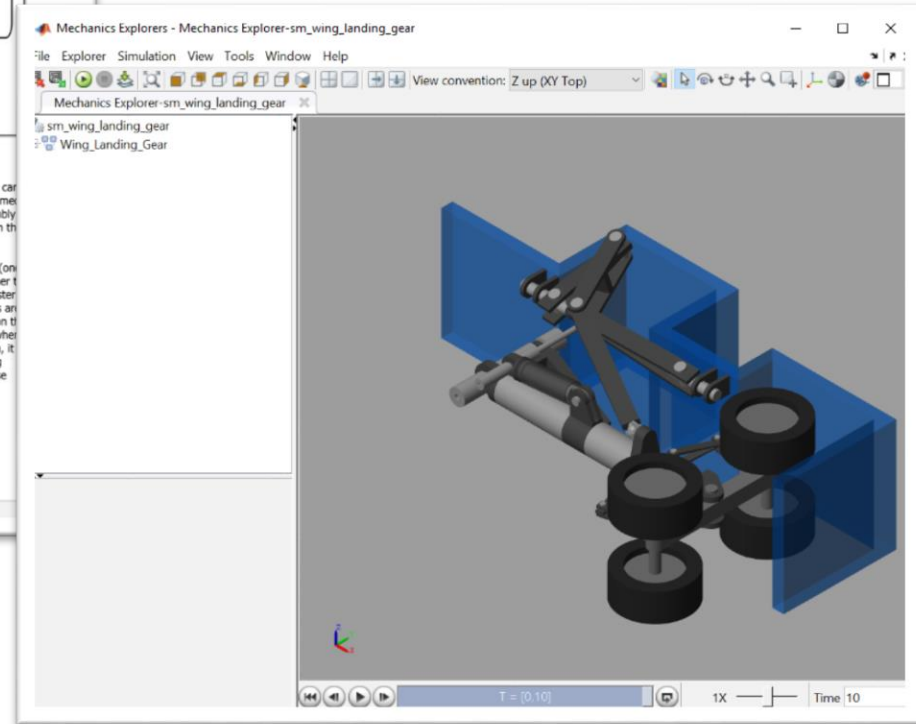 Mechanics Explorers - Mechanics Explorer-sm_wing_landing_gear
Explorer Simulation View Tools Window Help
View convention: Z up (XY Top)
Mechanics Explorer-sm_wing_landing_gear
sm_wing_landing_gear
Wing_Landing_Gear
T = [0,10]
1X
Time 10